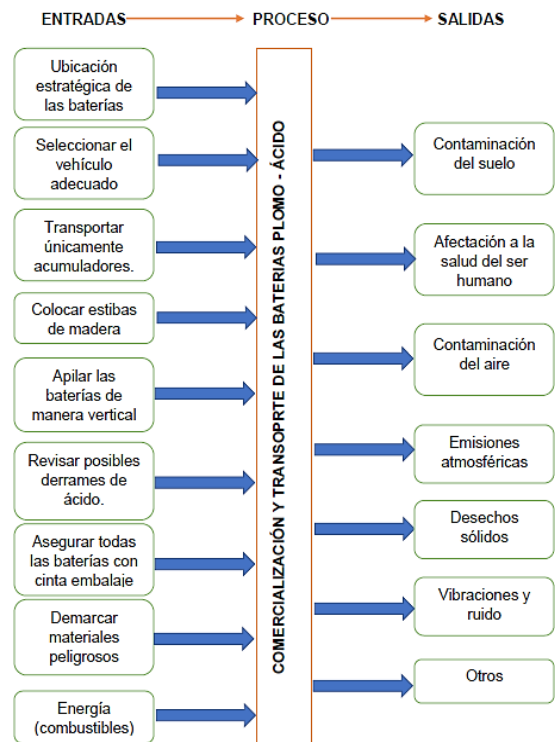 ENTRADAS PROCESO SALIDAS
Ubicación
estratégica de
las baterías
Seleccionar el
vehículo
adecuado
Transportar
únicamente
acumuladores.
Colocar estibas
de madera
Apilar las
baterías de
manera vertical
Revisar posibles
derrames de
ácido.
Asegurar todas
las baterías con
cinta embalaje
Demarcar
materiales
peligrosos
Energía
(combustibles)
COMERCIALIZACIÓN Y TRANSOPRTE DE LAS BATERIAS PLOMO - ÁCIDO
Contaminación
del suelo
Afectación a la
salud del ser
humano
Contaminación
del aire
Emisiones
atmosféricas
Desechos
sólidos
Vibraciones y
ruido
Otros